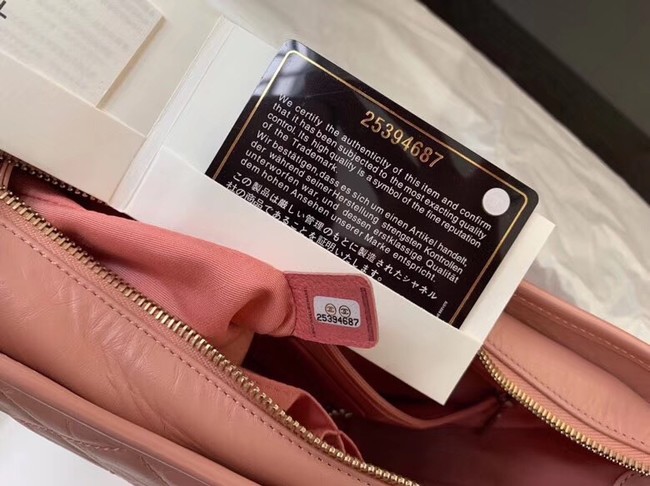 25394687
We certify the authenticity of this item and confirm
that it has been subjected to the most exacting quality
control. Its high quality is a symbol of the fine reputation
of the Trademark.
Wir bestätigen, dass es sich um einen Artikel handelt,
der während seiner Herstellung strengsten Kontrollen
unterworfen war und dessen erstklassige Qualität
dem hohen Ansehen unserer Marke entspricht.
この製品は厳しい管理のもとに製造されたシャネル
社の商品であることを証明いたします。
25394687